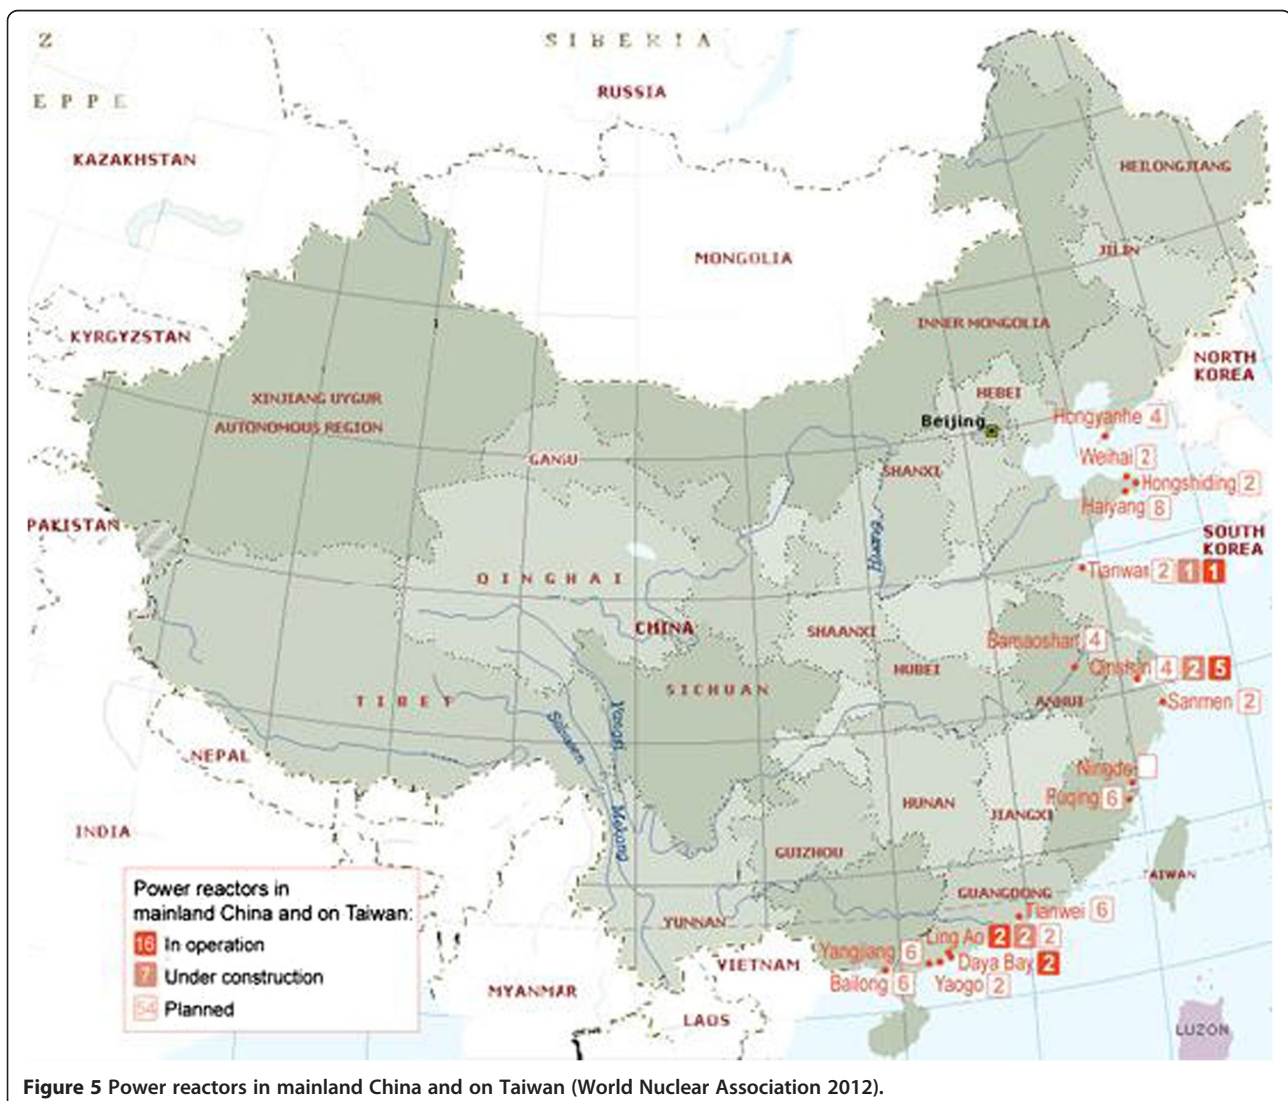 Z
SIBERIA
EPPE
RUSSIA
KAZAKHSTAN
HEILONGJIANG
MONGOLIA
JILIN
INNER MONGOLIA
KYRGYZSTAN
NORTH
KOREA
HEBEI
XINJIANG UYGUR
AUTONOMOUS REGION
Beijing
Hongyanhe 4
GANSU
Weihai 2
SHANXI
Hongshiding 2
Haiyang 8
PAKISTAN
SOUTH
KOREA
Huang
Tianwan 2 1 1
QINGHAI
CHINA
SHAANXI
Bamaoshan 4
HUBEI
Qinshan 4 2 5
SICHUAN
TIBET
ANHUI
Sanmen 2
Yangzi
Salween
NEPAL
Ningde
Fuqing 6
HUNAN
JIANGXI
INDIA
Mekong
GUIZHOU
TAIWAN
GUANGDONG
Power reactors in
mainland China and on Taiwan:
16 In operation
7 Under construction
54 Planned
YUNNAN
Tianwei 6
Ling Ao 2 2 2
Yangjiang 6
Daya Bay 2
VIETNAM
Bailong 6
Yaogo 2
MYANMAR
LAOS
LUZON
Figure 5 Power reactors in mainland China and on Taiwan (World Nuclear Association 2012).